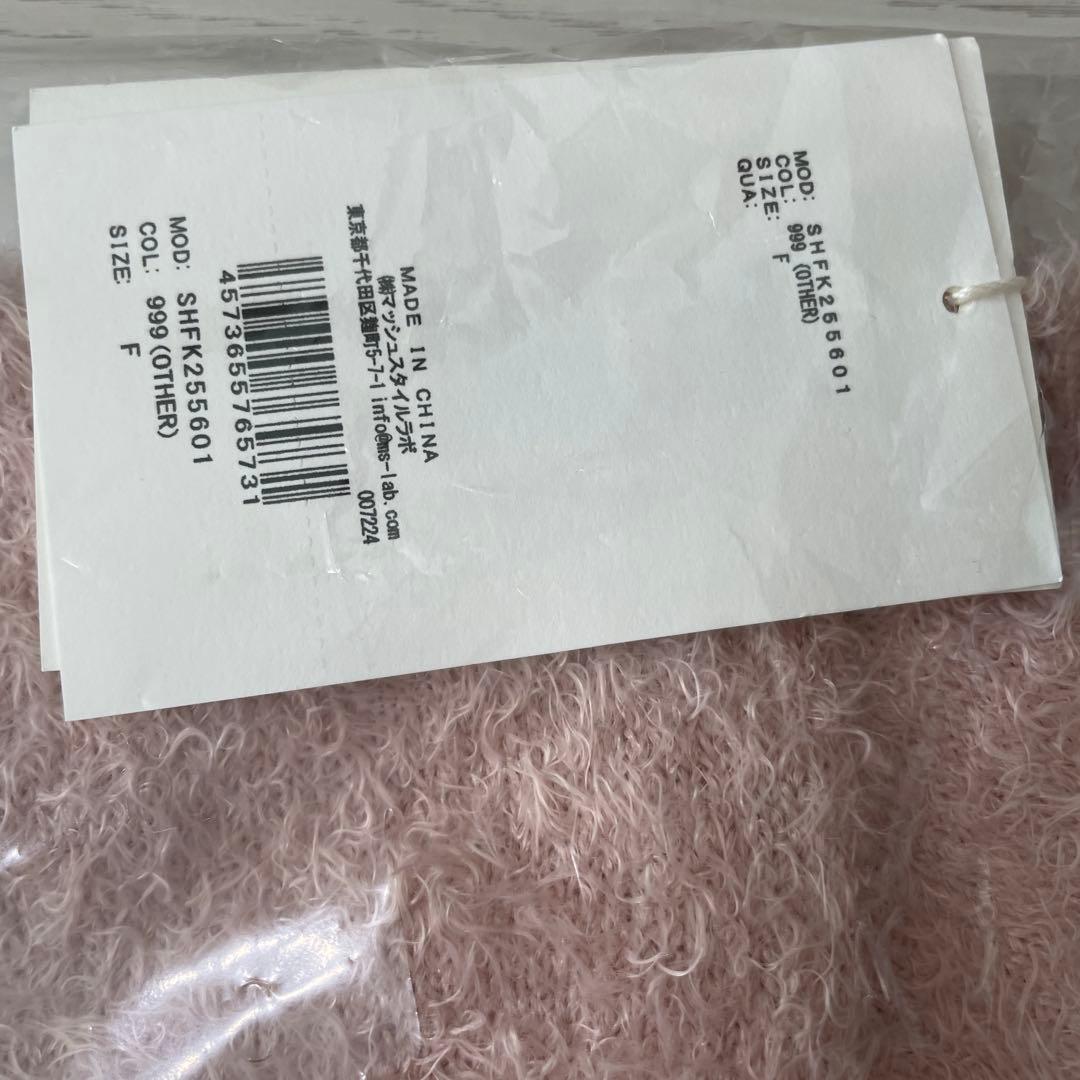 MOD: SHFK255601
COL: 999(OTHER)
SIZE: F
QUA:
MADE IN CHINA
㈱マッシュスタイルラボ
東京都千代田区麹町5-7-1 info@ms-lab.com
007224
4573655765731
MOD: SHFK255601
COL: 999(OTHER)
SIZE: F